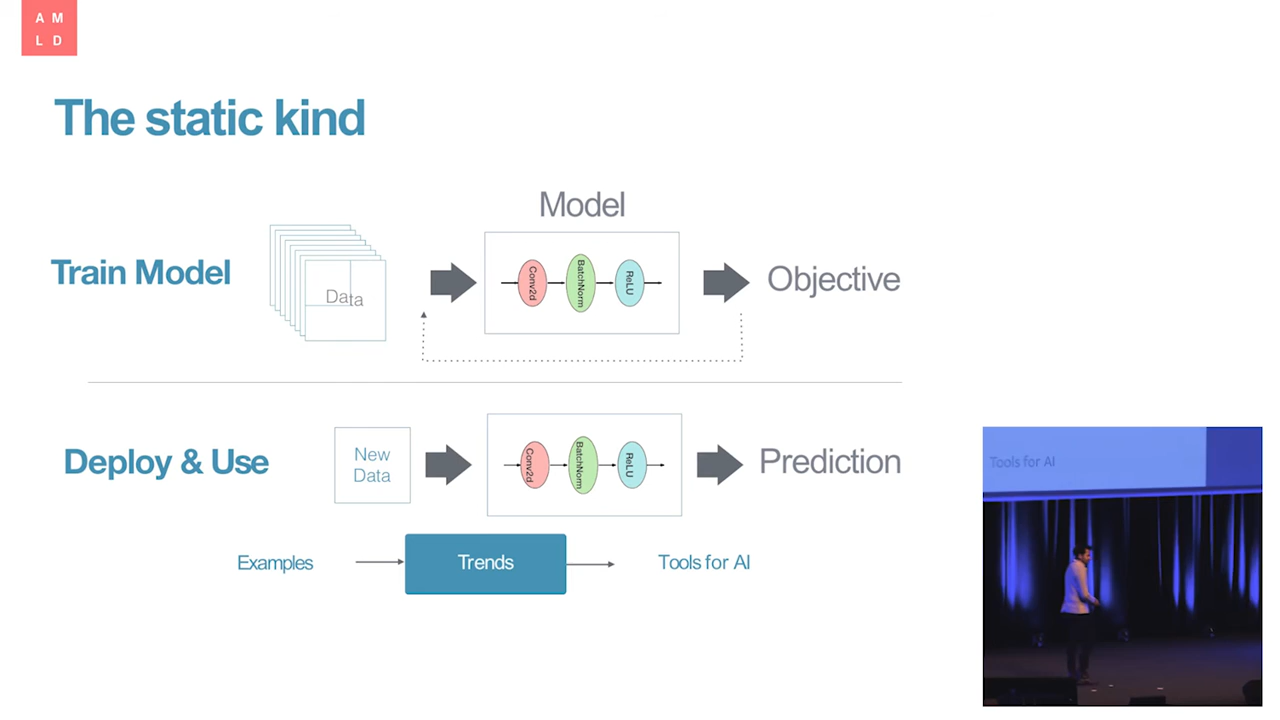 A M
L D
The static kind
Model
Train Model
Data
Conv2d
BatchNorm
ReLU
Objective
Deploy & Use
New
Data
Conv2d
BatchNorm
ReLU
Prediction
Examples
Trends
Tools for AI
Tools for AI